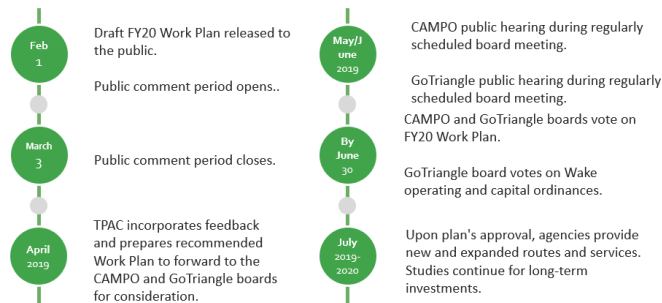 Feb
1
Draft FY20 Work Plan released to
the public.
Public comment period opens..
March
3
Public comment period closes.
April
2019
TPAC incorporates feedback
and prepares recommended
Work Plan to forward to the
CAMPO and GoTriangle boards
for consideration.
May/J
une
2019
CAMPO public hearing during regularly
scheduled board meeting.
GoTriangle public hearing during regularly
scheduled board meeting.
By
June
30
CAMPO and GoTriangle boards vote on
FY20 Work Plan.
GoTriangle board votes on Wake
operating and capital ordinances.
July
2019-
2020
Upon plan's approval, agencies provide
new and expanded routes and services.
Studies continue for long-term
investments.